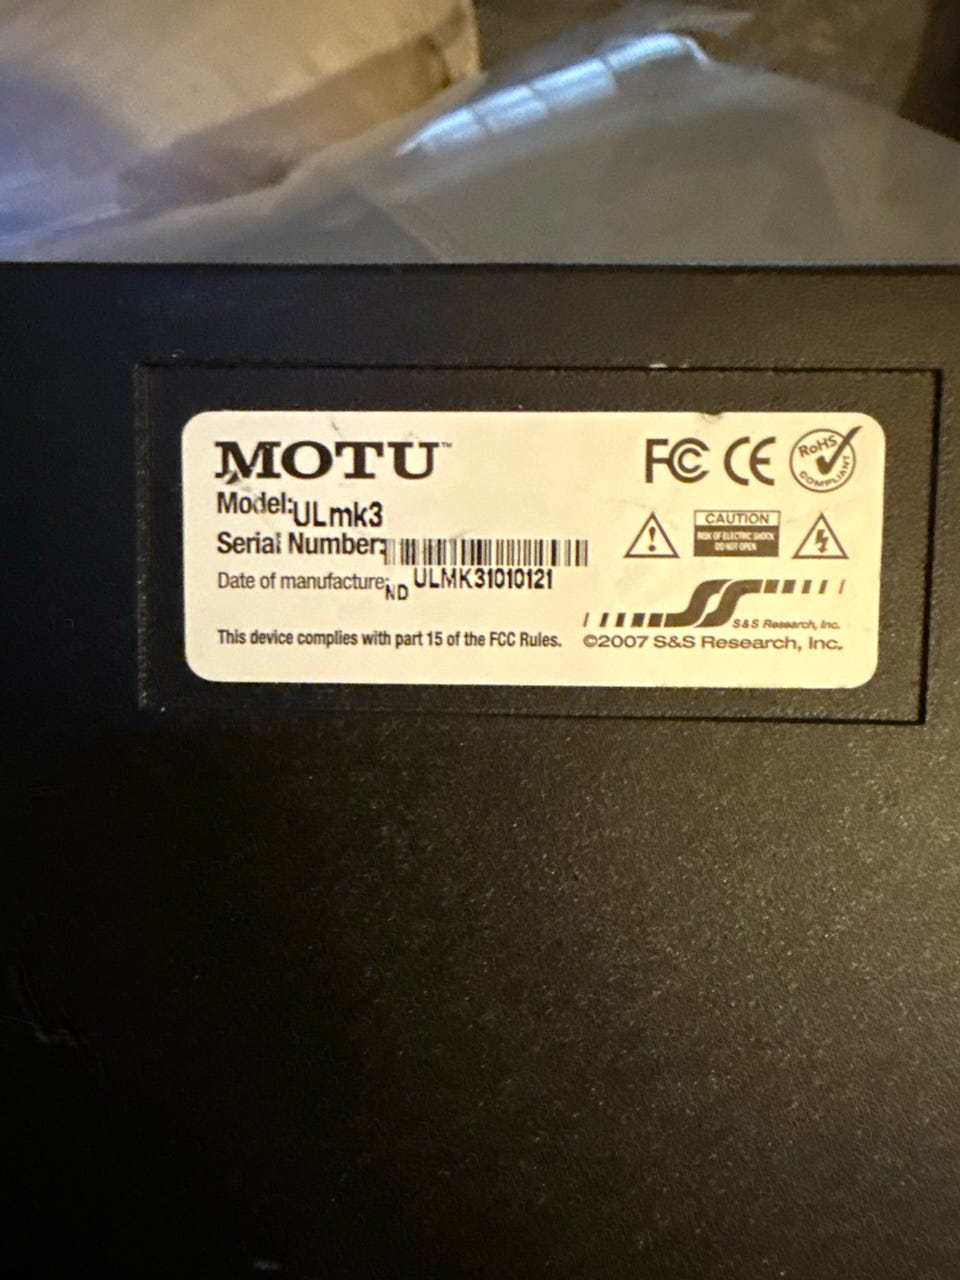 MOTU™
Model:ULmk3
Serial Number:
ULMK31010121
Date of manufacture: ND
This device complies with part 15 of the FCC Rules.
FC CE RoHS COMPLIANT
CAUTION
RISK OF ELECTRIC SHOCK
DO NOT OPEN
S&S Research, Inc.
©2007 S&S Research, Inc.